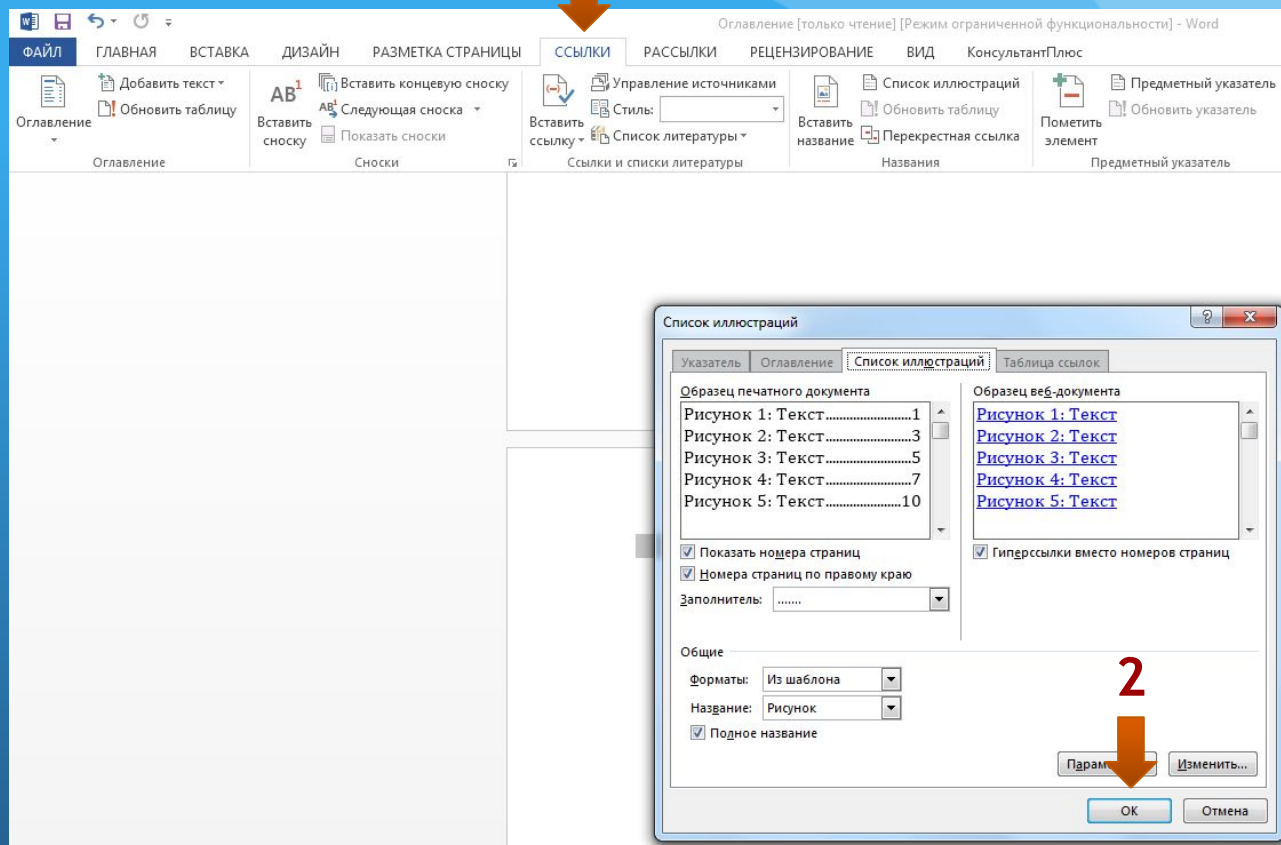 Оглавление [только чтение] [Режим ограниченной функциональности] - Word
ФАЙЛ ГЛАВНАЯ ВСТАВКА ДИЗАЙН РАЗМЕТКА СТРАНИЦЫ ССЫЛКИ РАССЫЛКИ РЕЦЕНЗИРОВАНИЕ ВИД КонсультантПлюс
Оглавление
Добавить текст
Обновить таблицу
Оглавление
AB1
Вставить
сноску
Вставить концевую сноску
Следующая сноска
Показать сноски
Сноски
Вставить
ссылку
Управление источниками
Стиль:
Список литературы
Ссылки и списки литературы
Вставить
название
Список иллюстраций
Обновить таблицу
Перекрестная ссылка
Названия
Пометить
элемент
Предметный указатель
Обновить указатель
Предметный указатель
Список иллюстраций
Указатель Оглавление Список иллюстраций Таблица ссылок
Образец печатного документа
Рисунок 1: Текст........................1
Рисунок 2: Текст........................3
Рисунок 3: Текст........................5
Рисунок 4: Текст........................7
Рисунок 5: Текст.....................10
Образец веб-документа
Рисунок 1: Текст
Рисунок 2: Текст
Рисунок 3: Текст
Рисунок 4: Текст
Рисунок 5: Текст
Показать номера страниц
Номера страниц по правому краю
Заполнитель: .......
Гиперссылки вместо номеров страниц
Общие
Форматы: Из шаблона
Название: Рисунок
Полное название
2
Изменить...
ОК Отмена